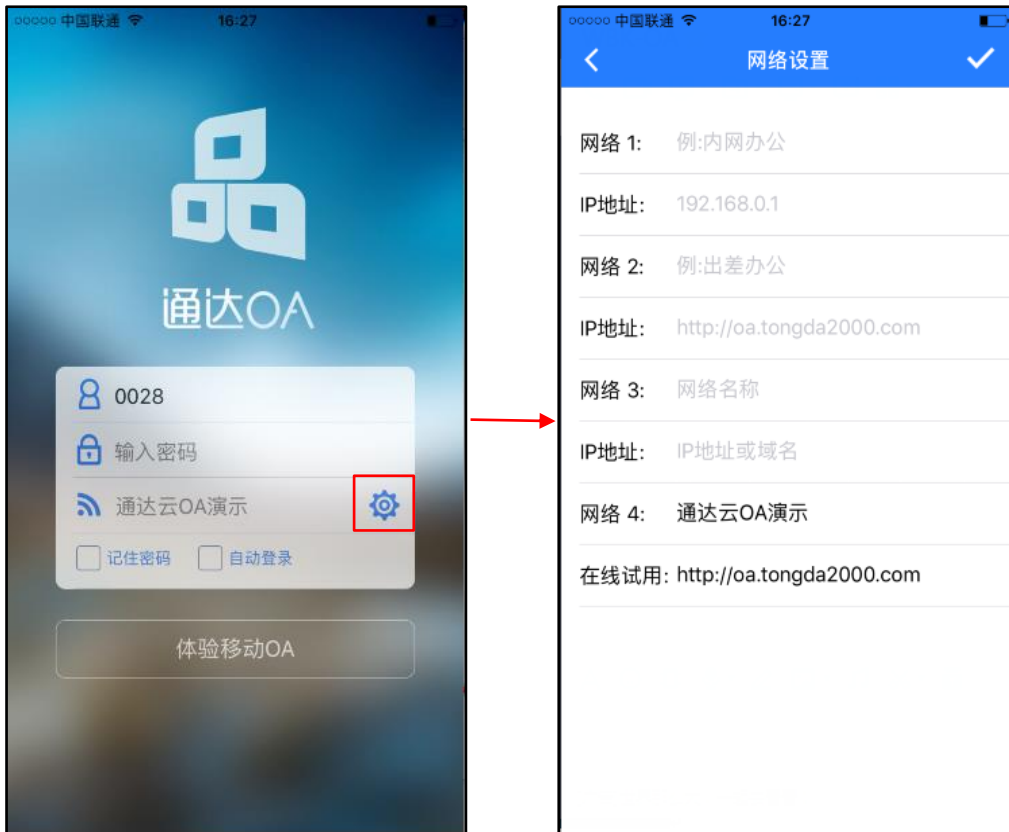 中国联通 16:27
通达OA
0028
输入密码
通达云OA演示
记住密码 自动登录
体验移动OA
中国联通 16:27
网络设置
网络 1: 例:内网办公
IP地址: 192.168.0.1
网络 2: 例:出差办公
IP地址: http://oa.tongda2000.com
网络 3: 网络名称
IP地址: IP地址或域名
网络 4: 通达云OA演示
在线试用: http://oa.tongda2000.com